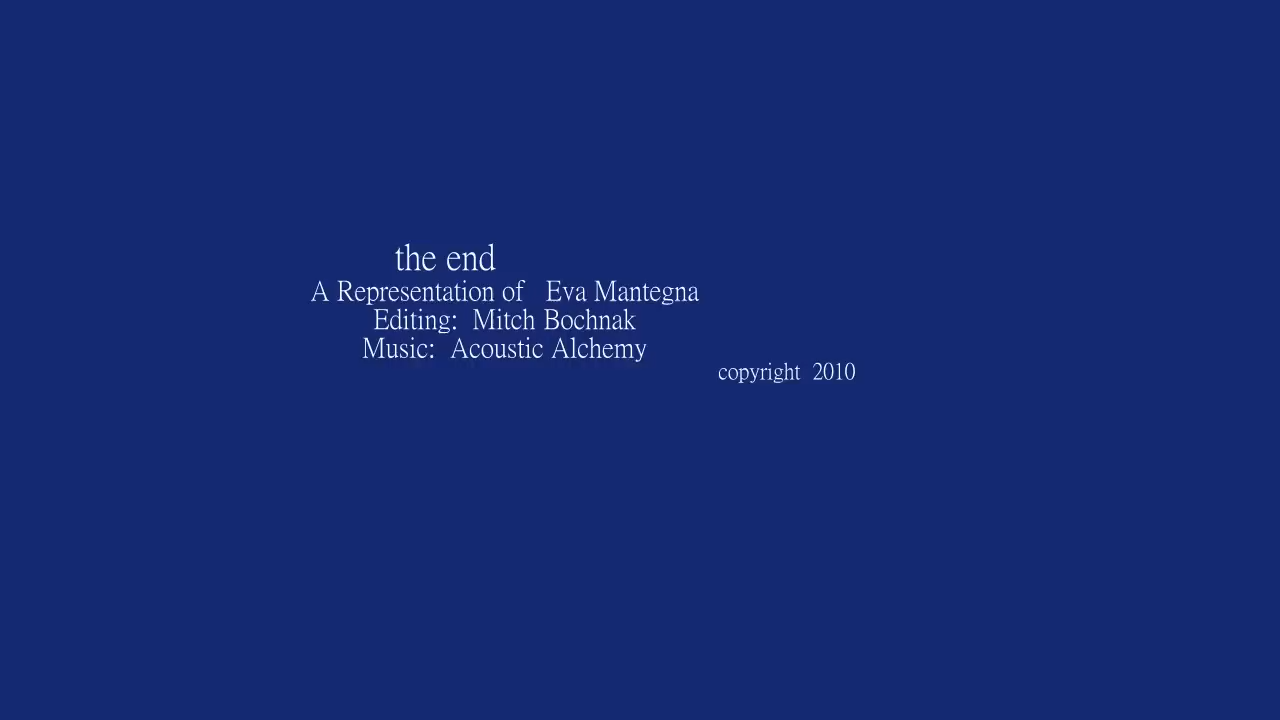 the end
A Representation of Eva Mantegna
Editing: Mitch Bochnak
Music: Acoustic Alchemy
copyright 2010